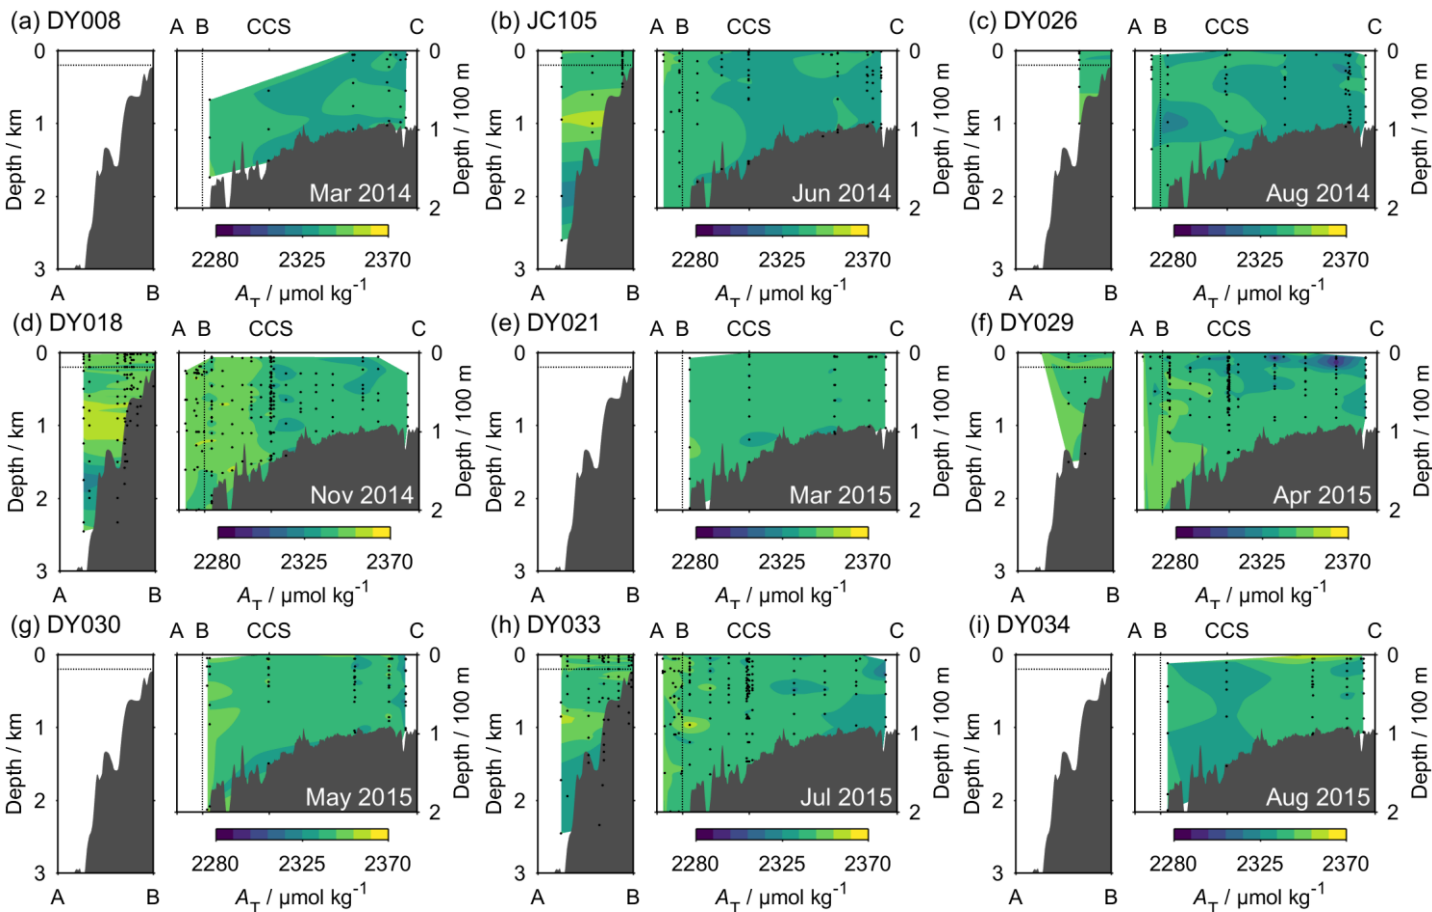 (a) DY008
A B CCS C
0
1
2
3
Depth / km
A B
0
1
2
Depth / 100 m
Mar 2014
2280 2325 2370
A_T / µmol kg⁻¹
(b) JC105
A B CCS C
0
1
2
3
Depth / km
A B
0
1
2
Depth / 100 m
Jun 2014
2280 2325 2370
A_T / µmol kg⁻¹
(c) DY026
A B CCS C
0
1
2
3
Depth / km
A B
0
1
2
Depth / 100 m
Aug 2014
2280 2325 2370
A_T / µmol kg⁻¹
(d) DY018
A B CCS C
0
1
2
3
Depth / km
A B
0
1
2
Depth / 100 m
Nov 2014
2280 2325 2370
A_T / µmol kg⁻¹
(e) DY021
A B CCS C
0
1
2
3
Depth / km
A B
0
1
2
Depth / 100 m
Mar 2015
2280 2325 2370
A_T / µmol kg⁻¹
(f) DY029
A B CCS C
0
1
2
3
Depth / km
A B
0
1
2
Depth / 100 m
Apr 2015
2280 2325 2370
A_T / µmol kg⁻¹
(g) DY030
A B CCS C
0
1
2
3
Depth / km
A B
0
1
2
Depth / 100 m
May 2015
2280 2325 2370
A_T / µmol kg⁻¹
(h) DY033
A B CCS C
0
1
2
3
Depth / km
A B
0
1
2
Depth / 100 m
Jul 2015
2280 2325 2370
A_T / µmol kg⁻¹
(i) DY034
A B CCS C
0
1
2
3
Depth / km
A B
0
1
2
Depth / 100 m
Aug 2015
2280 2325 2370
A_T / µmol kg⁻¹